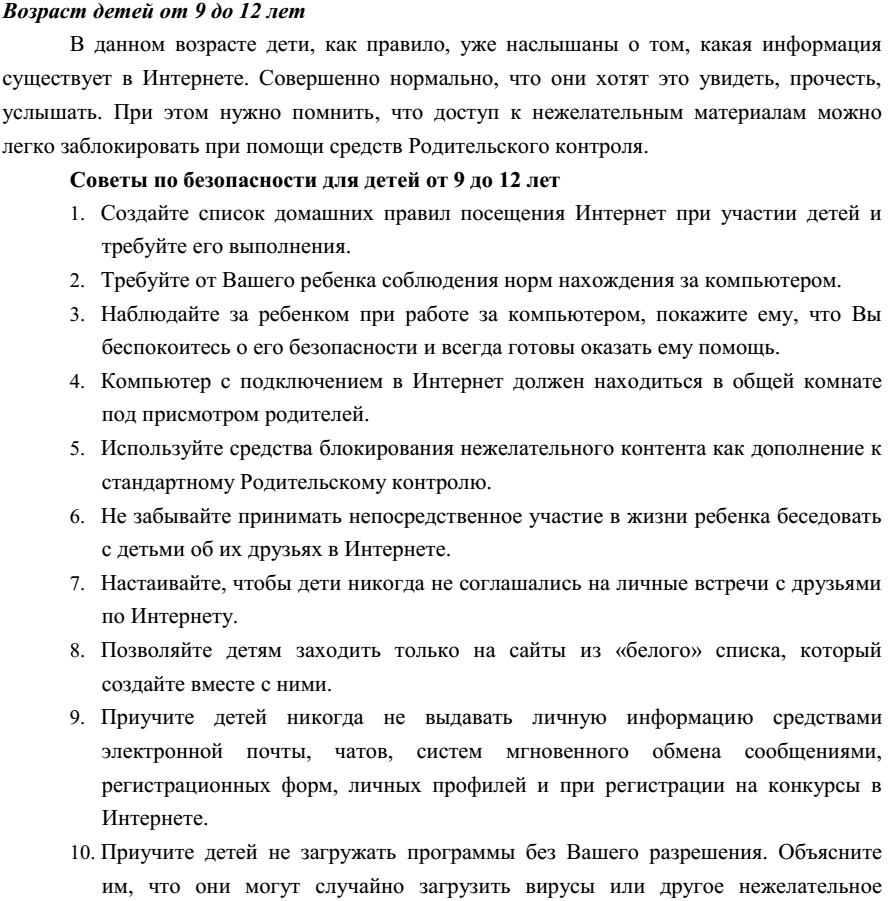 Возраст детей от 9 до 12 лет
В данном возрасте дети, как правило, уже наслышаны о том, какая информация
существует в Интернете. Совершенно нормально, что они хотят это увидеть, прочесть,
услышать. При этом нужно помнить, что доступ к нежелательным материалам можно
легко заблокировать при помощи средств Родительского контроля.
Советы по безопасности для детей от 9 до 12 лет
1. Создайте список домашних правил посещения Интернет при участии детей и
требуйте его выполнения.
2. Требуйте от Вашего ребенка соблюдения норм нахождения за компьютером.
3. Наблюдайте за ребенком при работе за компьютером, покажите ему, что Вы
беспокоитесь о его безопасности и всегда готовы оказать ему помощь.
4. Компьютер с подключением в Интернет должен находиться в общей комнате
под присмотром родителей.
5. Используйте средства блокирования нежелательного контента как дополнение к
стандартному Родительскому контролю.
6. Не забывайте принимать непосредственное участие в жизни ребенка беседовать
с детьми об их друзьях в Интернете.
7. Настаивайте, чтобы дети никогда не соглашались на личные встречи с друзьями
по Интернету.
8. Позволяйте детям заходить только на сайты из «белого» списка, который
создайте вместе с ними.
9. Приучите детей никогда не выдавать личную информацию средствами
электронной почты, чатов, систем мгновенного обмена сообщениями,
регистрационных форм, личных профилей и при регистрации на конкурсы в
Интернете.
10. Приучите детей не загружать программы без Вашего разрешения. Объясните
им, что они могут случайно загрузить вирусы или другое нежелательное